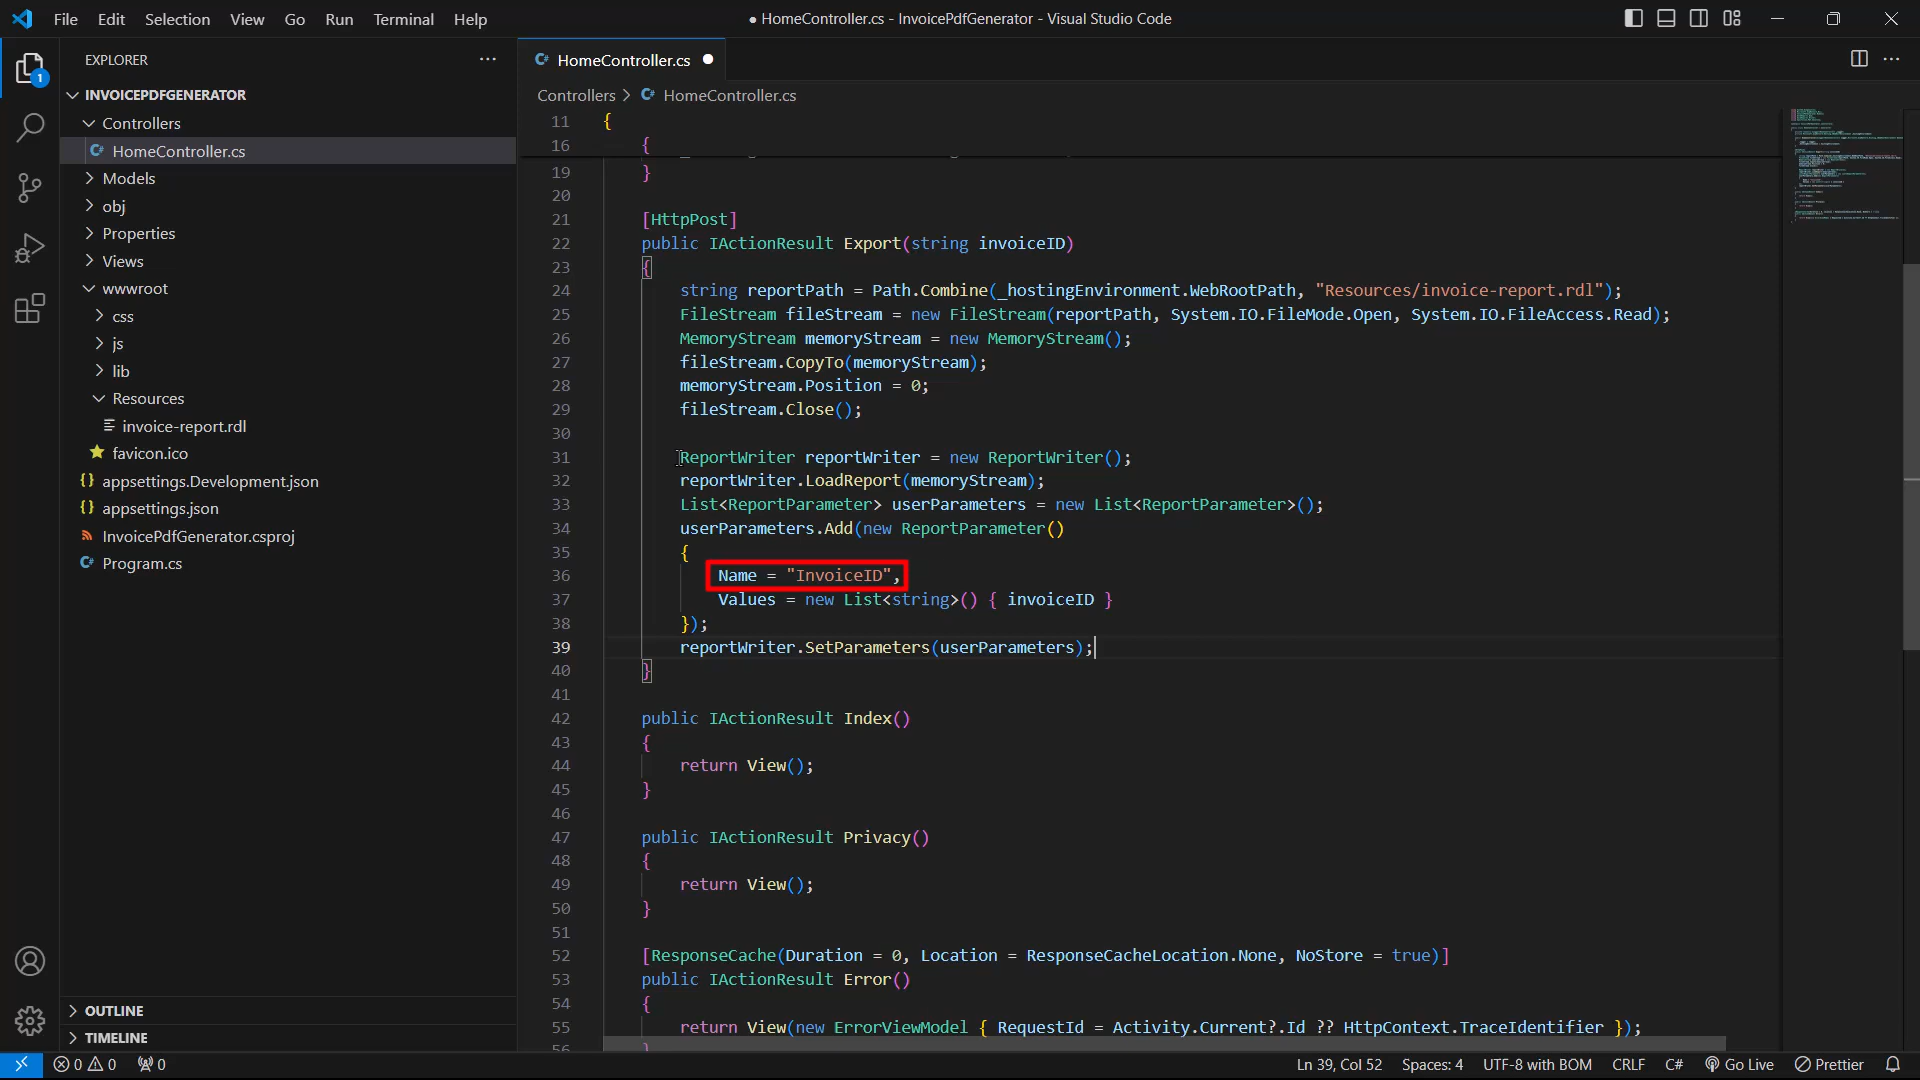 File Edit Selection View Go Run Terminal Help
● HomeController.cs - InvoicePdfGenerator - Visual Studio Code
EXPLORER
1
INVOICEPDFGENERATOR
Controllers
C# HomeController.cs
Models
obj
Properties
Views
wwwroot
css
js
lib
Resources
invoice-report.rdl
favicon.ico
{} appsettings.Development.json
{} appsettings.json
InvoicePdfGenerator.csproj
C# Program.cs
OUTLINE
TIMELINE
C# HomeController.cs
Controllers > C# HomeController.cs
11 {
16 {
19 }
20
21 [HttpPost]
22 public IActionResult Export(string invoiceID)
23 {
24 string reportPath = Path.Combine(_hostingEnvironment.WebRootPath, "Resources/invoice-report.rdl");
25 FileStream fileStream = new FileStream(reportPath, System.IO.FileMode.Open, System.IO.FileAccess.Read);
26 MemoryStream memoryStream = new MemoryStream();
27 fileStream.CopyTo(memoryStream);
28 memoryStream.Position = 0;
29 fileStream.Close();
30
31 ReportWriter reportWriter = new ReportWriter();
32 reportWriter.LoadReport(memoryStream);
33 List<ReportParameter> userParameters = new List<ReportParameter>();
34 userParameters.Add(new ReportParameter()
35 {
36 Name = "InvoiceID",
37 Values = new List<string>() { invoiceID }
38 });
39 reportWriter.SetParameters(userParameters);
40 }
41
42 public IActionResult Index()
43 {
44 return View();
45 }
46
47 public IActionResult Privacy()
48 {
49 return View();
50 }
51
52 [ResponseCache(Duration = 0, Location = ResponseCacheLocation.None, NoStore = true)]
53 public IActionResult Error()
54 {
55 return View(new ErrorViewModel { RequestId = Activity.Current?.Id ?? HttpContext.TraceIdentifier });
56 }
0 0 0 Ln 39, Col 52 Spaces: 4 UTF-8 with BOM CRLF C# Go Live Prettier